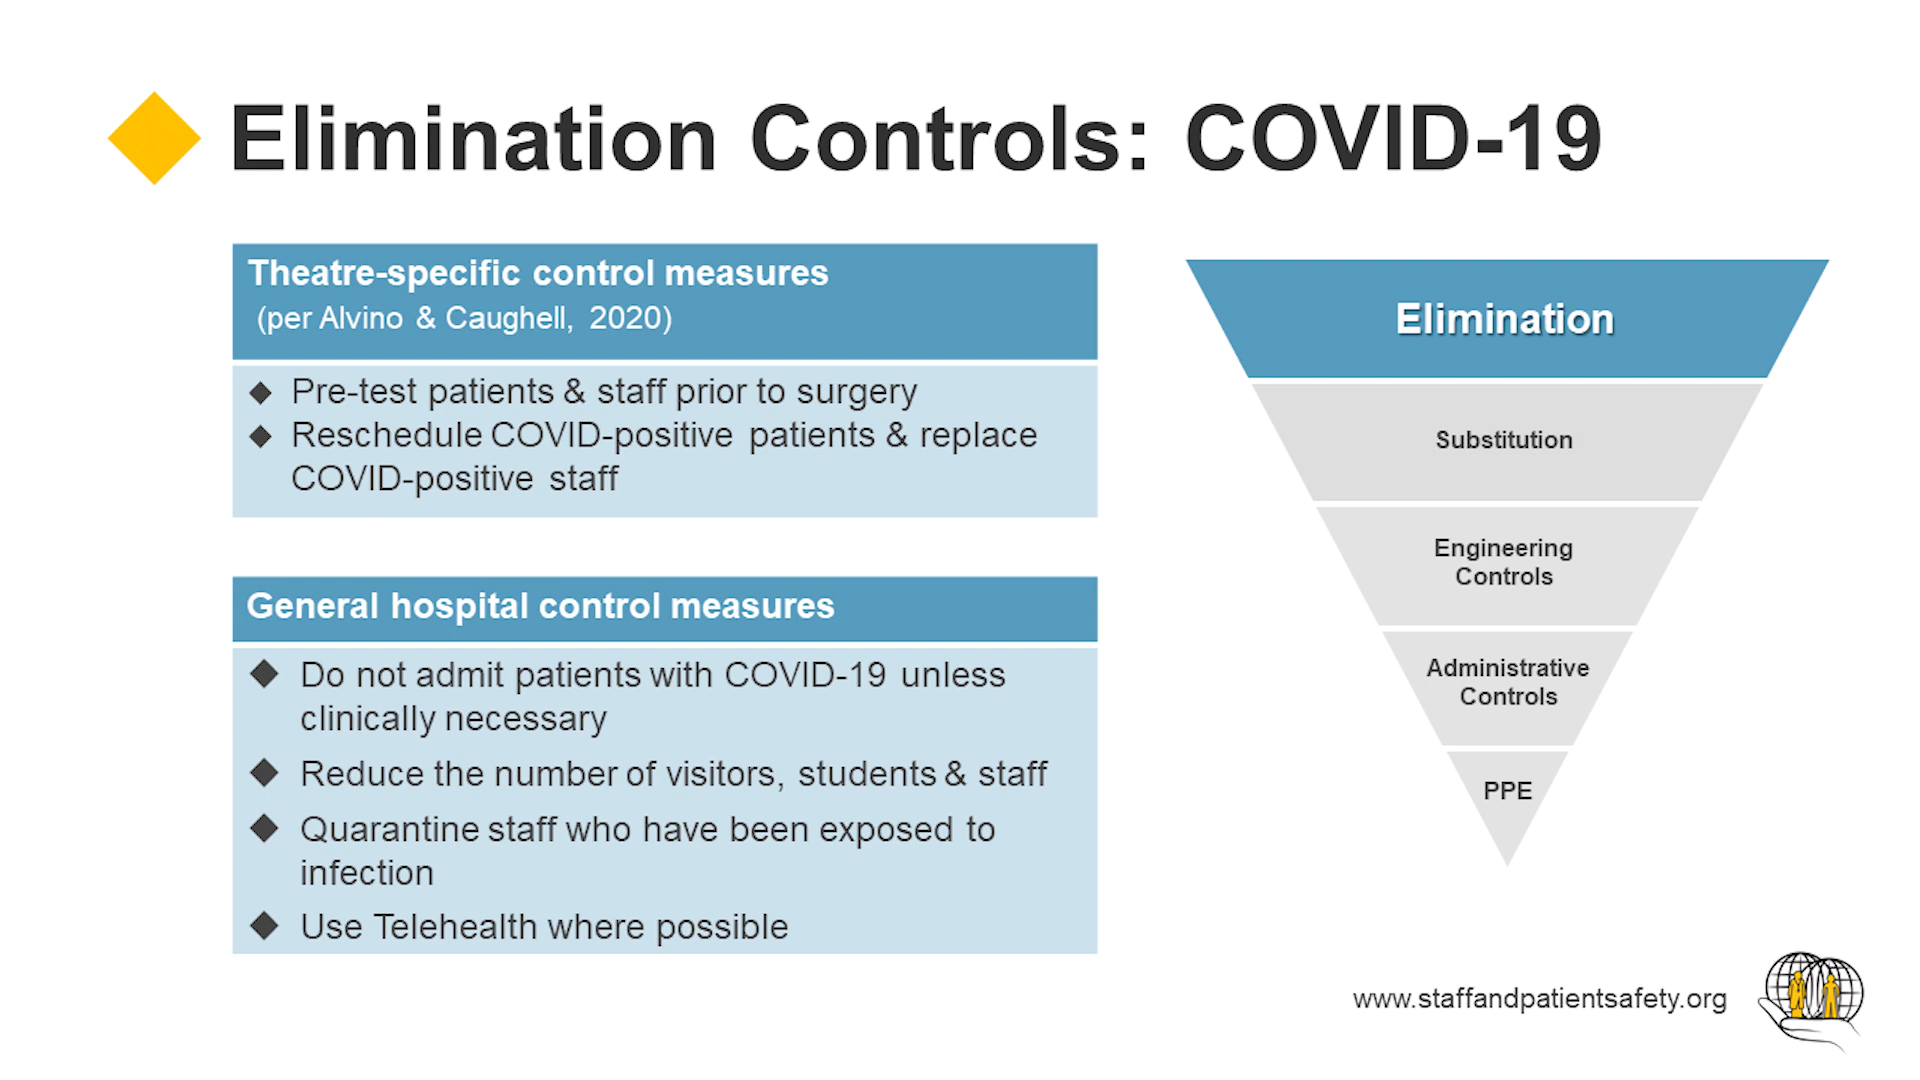 Elimination Controls: COVID-19
Theatre-specific control measures
(per Alvino & Caughell, 2020)
Pre-test patients & staff prior to surgery
Reschedule COVID-positive patients & replace
COVID-positive staff
General hospital control measures
Do not admit patients with COVID-19 unless
clinically necessary
Reduce the number of visitors, students & staff
Quarantine staff who have been exposed to
infection
Use Telehealth where possible
Elimination
Substitution
Engineering
Controls
Administrative
Controls
PPE
www.staffandpatientsafety.org